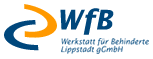 WfB
Werkstatt für Behinderte
Lippstadt gGmbH